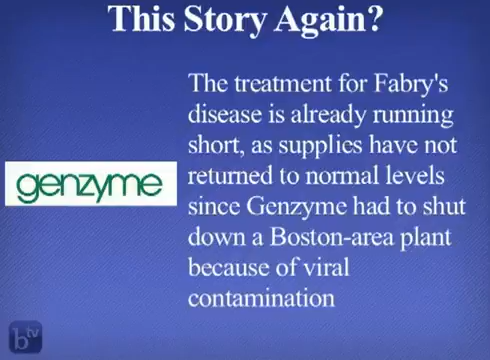 This Story Again?
The treatment for Fabry's
disease is already running
short, as supplies have not
returned to normal levels
since Genzyme had to shut
down a Boston-area plant
because of viral
contamination
genzyme
btv